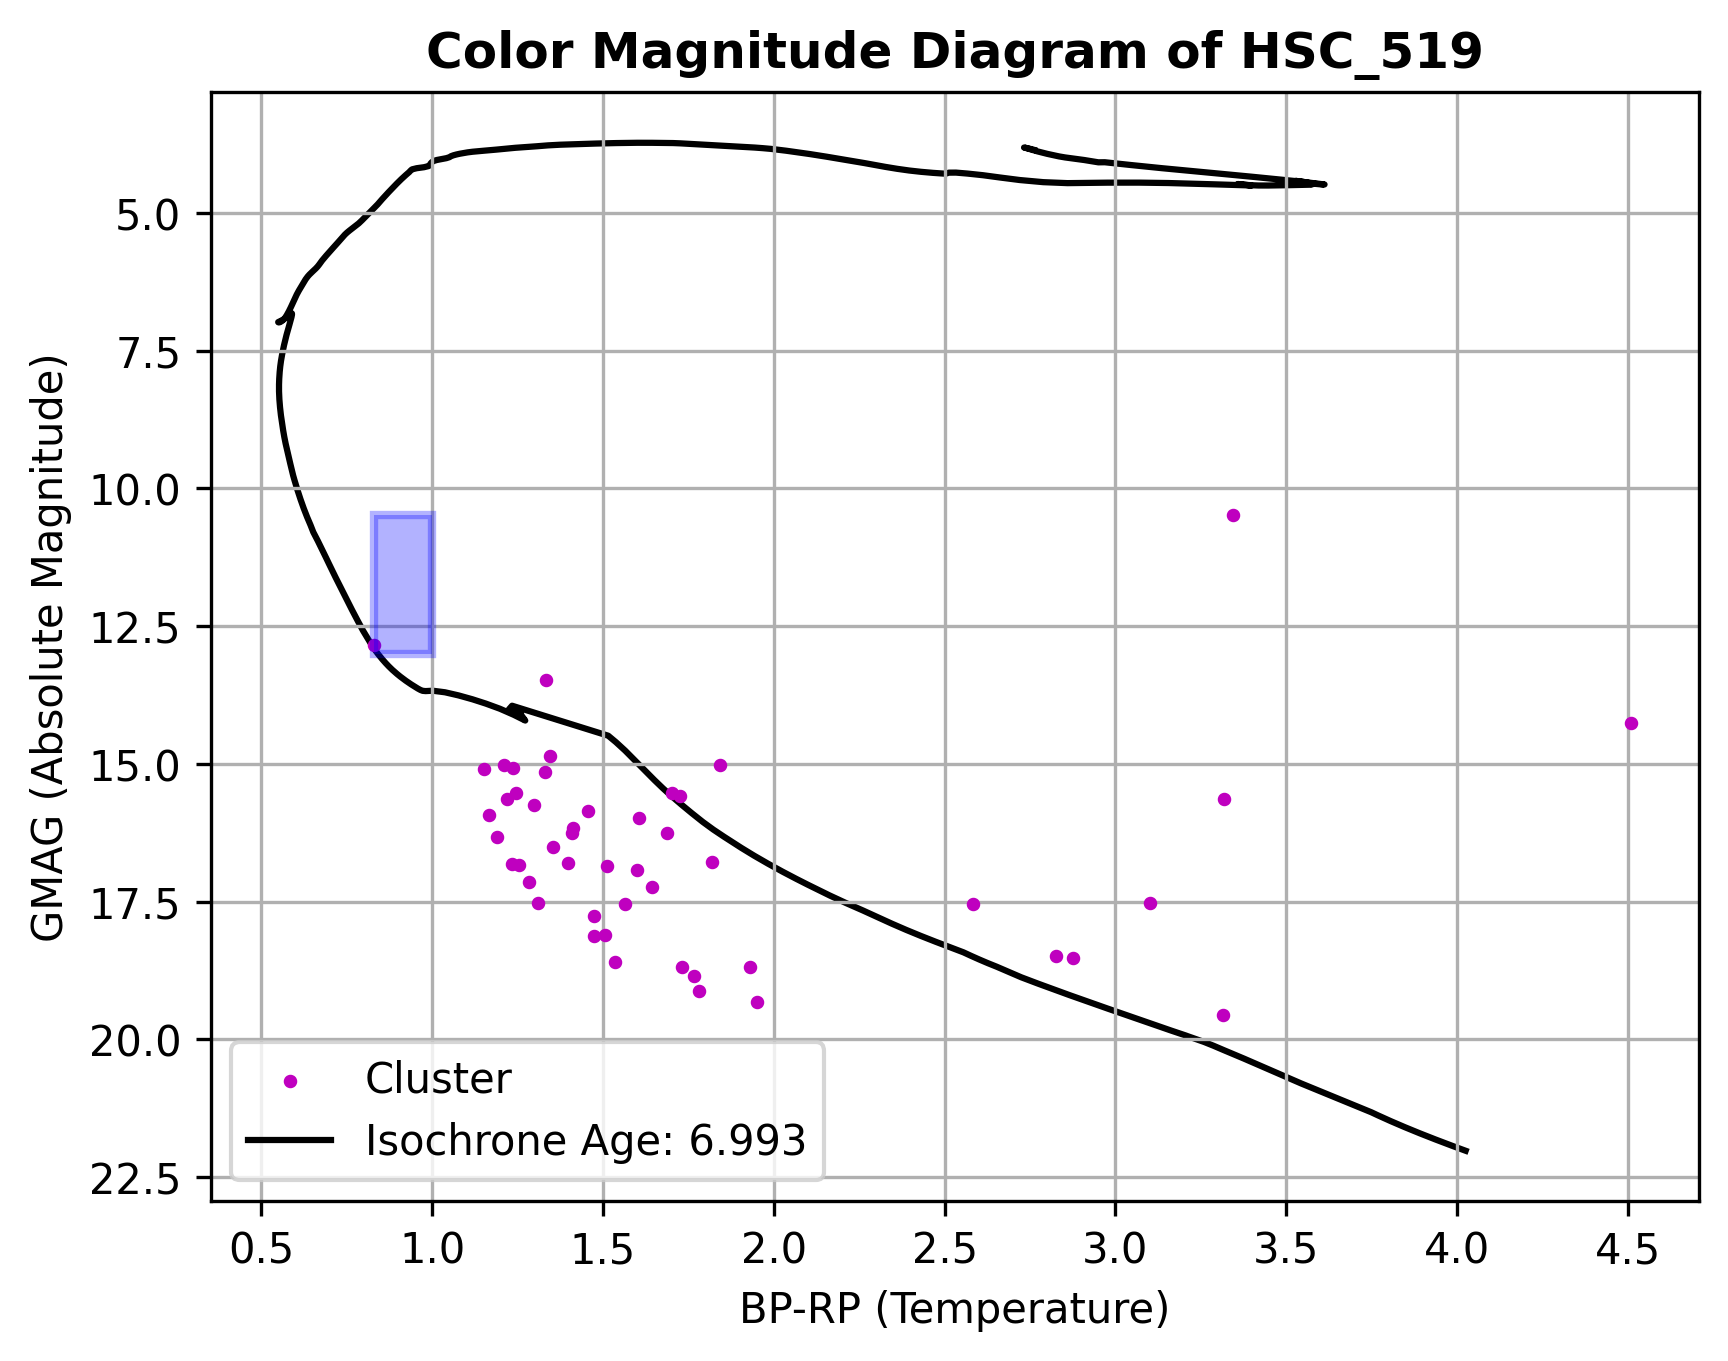 Color Magnitude Diagram of HSC_519
GMAG (Absolute Magnitude)
5.0
7.5
10.0
12.5
15.0
17.5
20.0
22.5
Cluster
Isochrone Age: 6.993
0.5 1.0 1.5 2.0 2.5 3.0 3.5 4.0 4.5
BP-RP (Temperature)